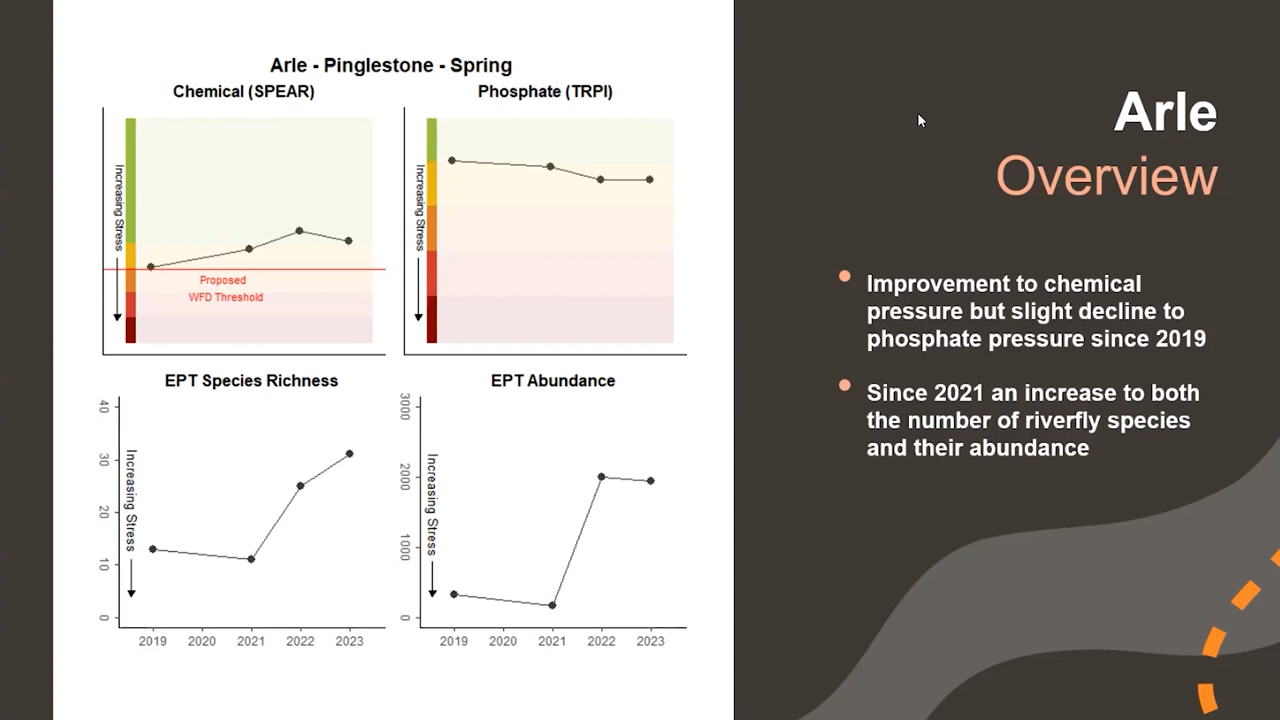 Arle - Pinglestone - Spring
Chemical (SPEAR)
Phosphate (TRPI)
Increasing Stress
Proposed
WFD Threshold
Increasing Stress
EPT Species Richness
EPT Abundance
40
30
20
10
0
Increasing Stress
2019 2020 2021 2022 2023
3000
2000
1000
0
Increasing Stress
2019 2020 2021 2022 2023
Arle
Overview
Improvement to chemical
pressure but slight decline to
phosphate pressure since 2019
Since 2021 an increase to both
the number of riverfly species
and their abundance